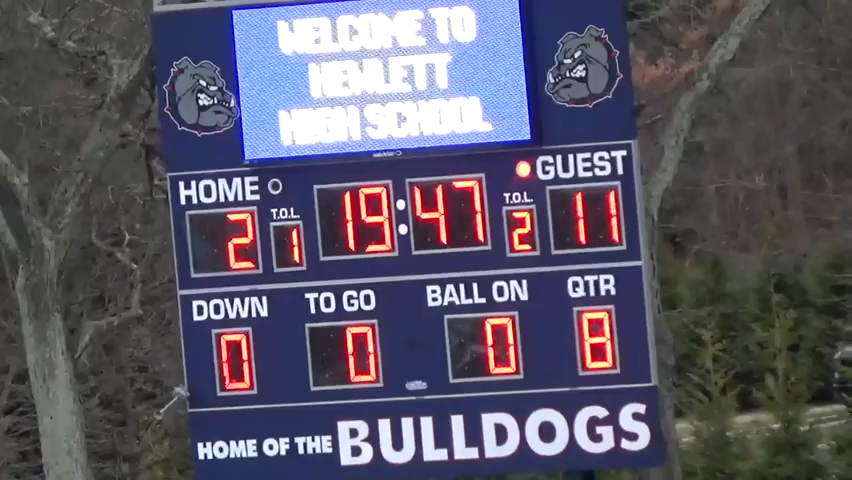 WELCOME TO
HEWLETT
HIGH SCHOOL
HOME GUEST
T.O.L. T.O.L.
2 1 19:47 2 11
DOWN TO GO BALL ON QTR
0 0 0 8
HOME OF THE BULLDOGS